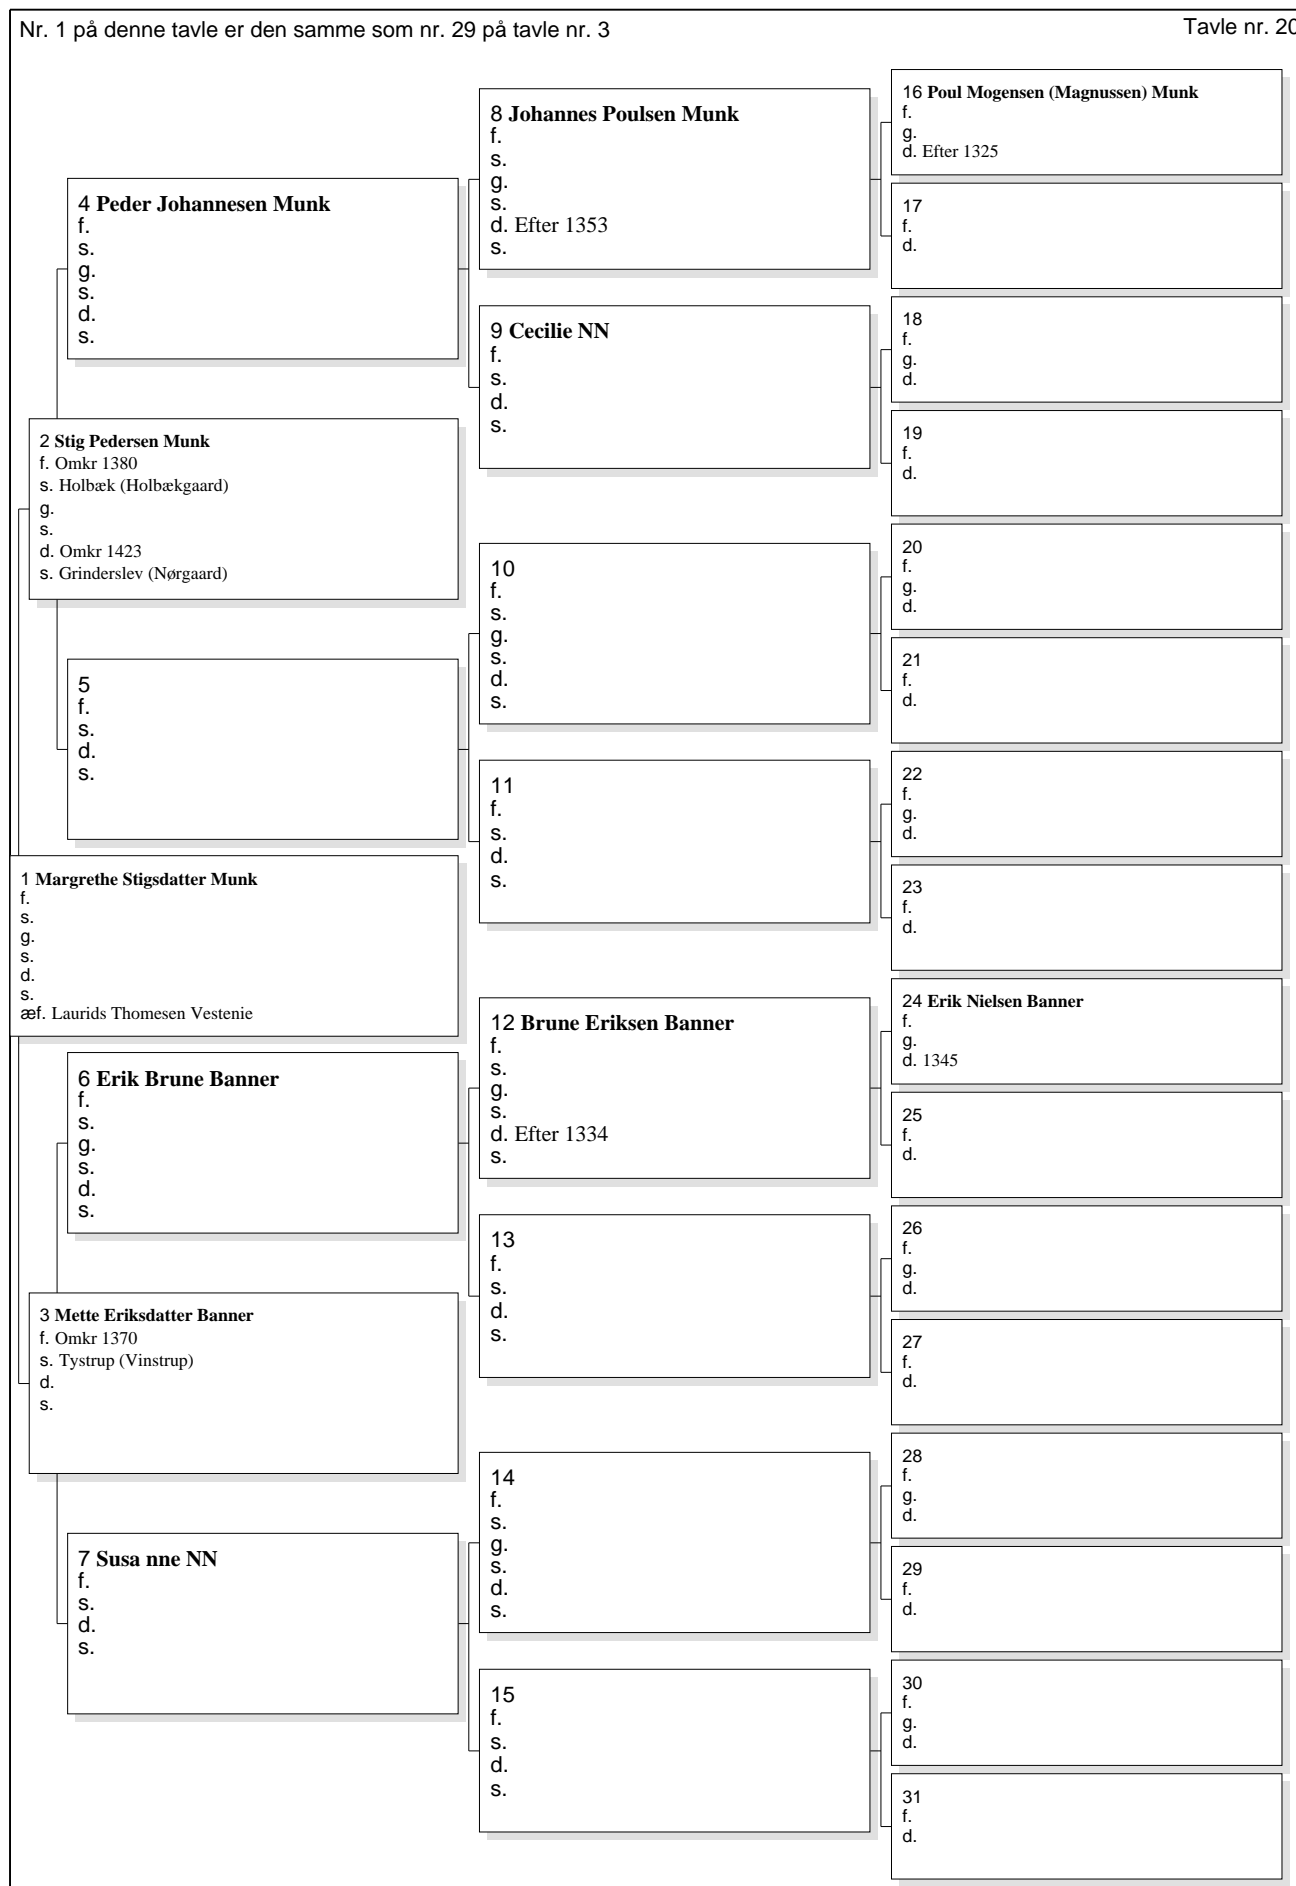 Nr. 1 på denne tavle er den samme som nr. 29 på tavle nr. 3
Tavle nr. 20
1 Margrethe Stigsdatter Munk
f.
s.
g.
s.
d.
s.
æf. Laurids Thomesen Vestenie
2 Stig Pedersen Munk
f. Omkr 1380
s. Holbæk (Holbækgaard)
g.
s.
d. Omkr 1423
s. Grinderslev (Nørgaard)
3 Mette Eriksdatter Banner
f. Omkr 1370
s. Tystrup (Vinstrup)
d.
s.
4 Peder Johannesen Munk
f.
s.
g.
s.
d.
s.
5
f.
s.
d.
s.
6 Erik Brune Banner
f.
s.
g.
s.
d.
s.
7 Susa nne NN
f.
s.
d.
s.
8 Johannes Poulsen Munk
f.
s.
g.
s.
d. Efter 1353
s.
9 Cecilie NN
f.
s.
d.
s.
10
f.
s.
g.
s.
d.
s.
11
f.
s.
d.
s.
12 Brune Eriksen Banner
f.
s.
g.
s.
d. Efter 1334
s.
13
f.
s.
d.
s.
14
f.
s.
g.
s.
d.
s.
15
f.
s.
d.
s.
16 Poul Mogensen (Magnussen) Munk
f.
g.
d. Efter 1325
17
f.
d.
18
f.
g.
d.
19
f.
d.
20
f.
g.
d.
21
f.
d.
22
f.
g.
d.
23
f.
d.
24 Erik Nielsen Banner
f.
g.
d. 1345
25
f.
d.
26
f.
g.
d.
27
f.
d.
28
f.
g.
d.
29
f.
d.
30
f.
g.
d.
31
f.
d.